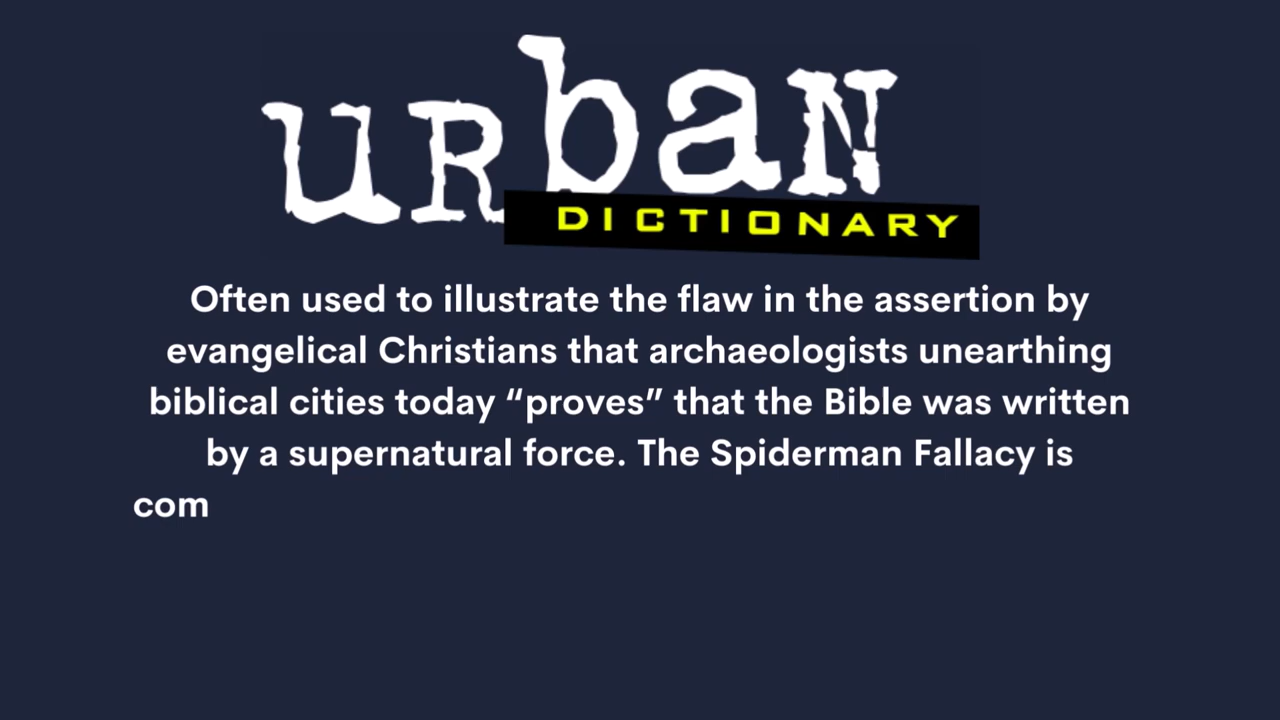 uRban
DICTIONARY
Often used to illustrate the flaw in the assertion by
evangelical Christians that archaeologists unearthing
biblical cities today “proves” that the Bible was written
by a supernatural force. The Spiderman Fallacy is
com